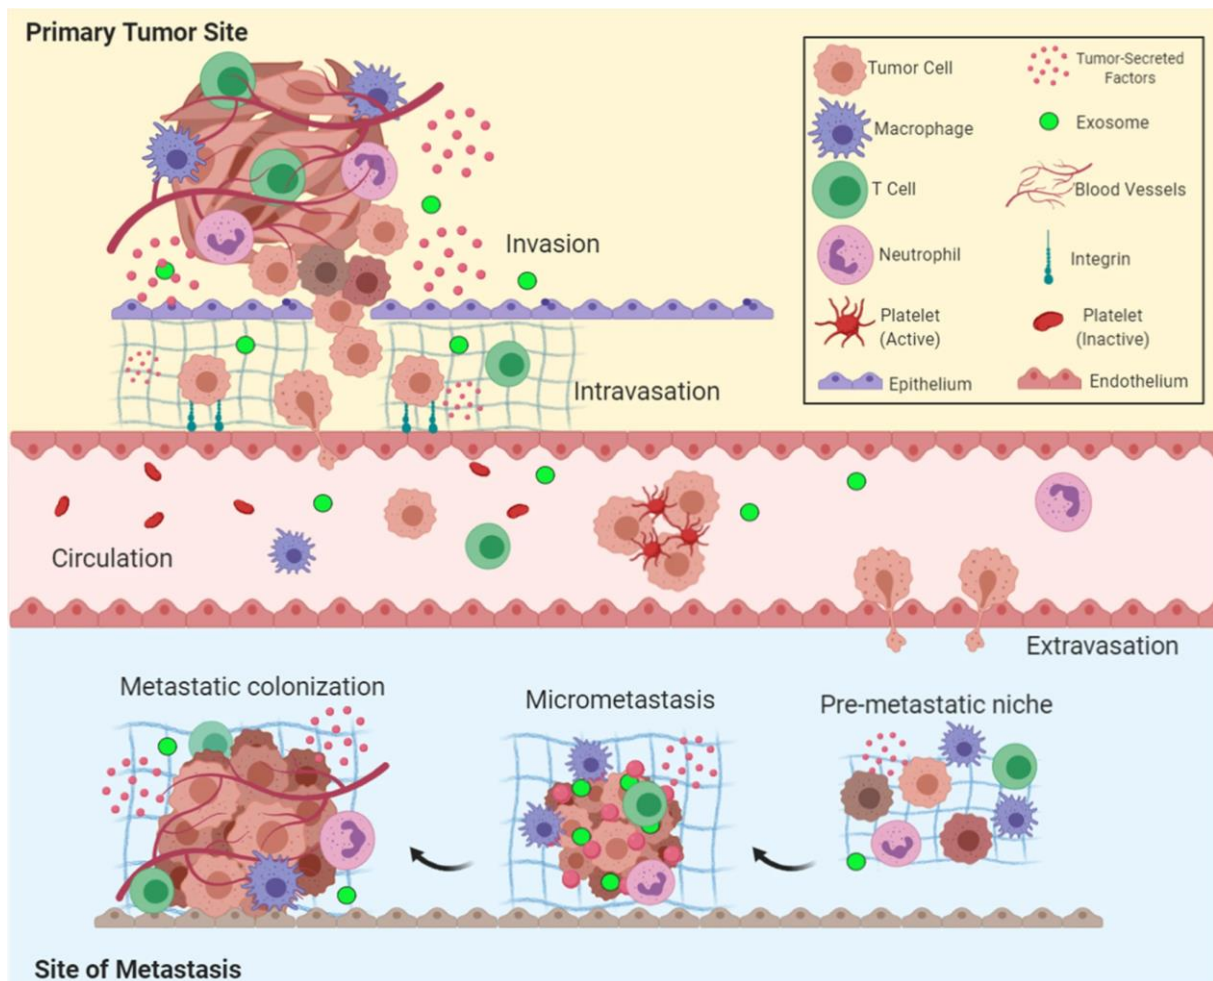 Primary Tumor Site
Tumor Cell
Tumor-Secreted
Factors
Macrophage
Exosome
T Cell
Blood Vessels
Neutrophil
Integrin
Platelet
(Active)
Platelet
(Inactive)
Epithelium
Endothelium
Invasion
Intravasation
Circulation
Extravasation
Metastatic colonization
Micrometastasis
Pre-metastatic niche
Site of Metastasis